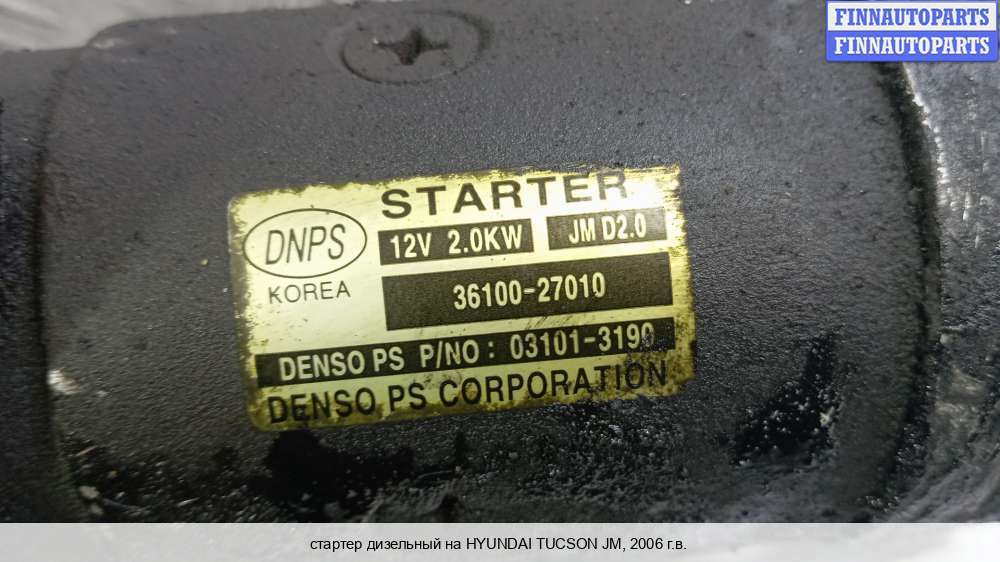 FINNAUTOPARTS
FINNAUTOPARTS
STARTER
DNPS
12V 2.0KW JM D2.0
KOREA
36100-27010
DENSO PS P/NO : 03101-3190
DENSO PS CORPORATION
стартер дизельный на HYUNDAI TUCSON JM, 2006 г.в.